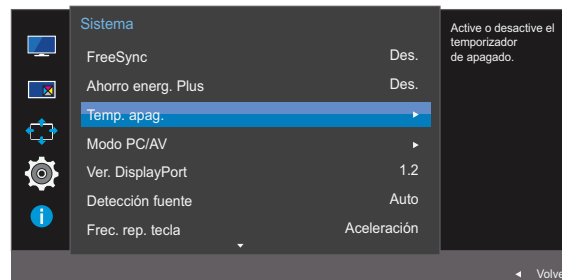 Sistema
FreeSync Des.
Ahorro energ. Plus Des.
Temp. apag.
Modo PC/AV
Ver. DisplayPort 1.2
Detección fuente Auto
Frec. rep. tecla Aceleración
Active o desactive el
temporizador
de apagado.
Volve